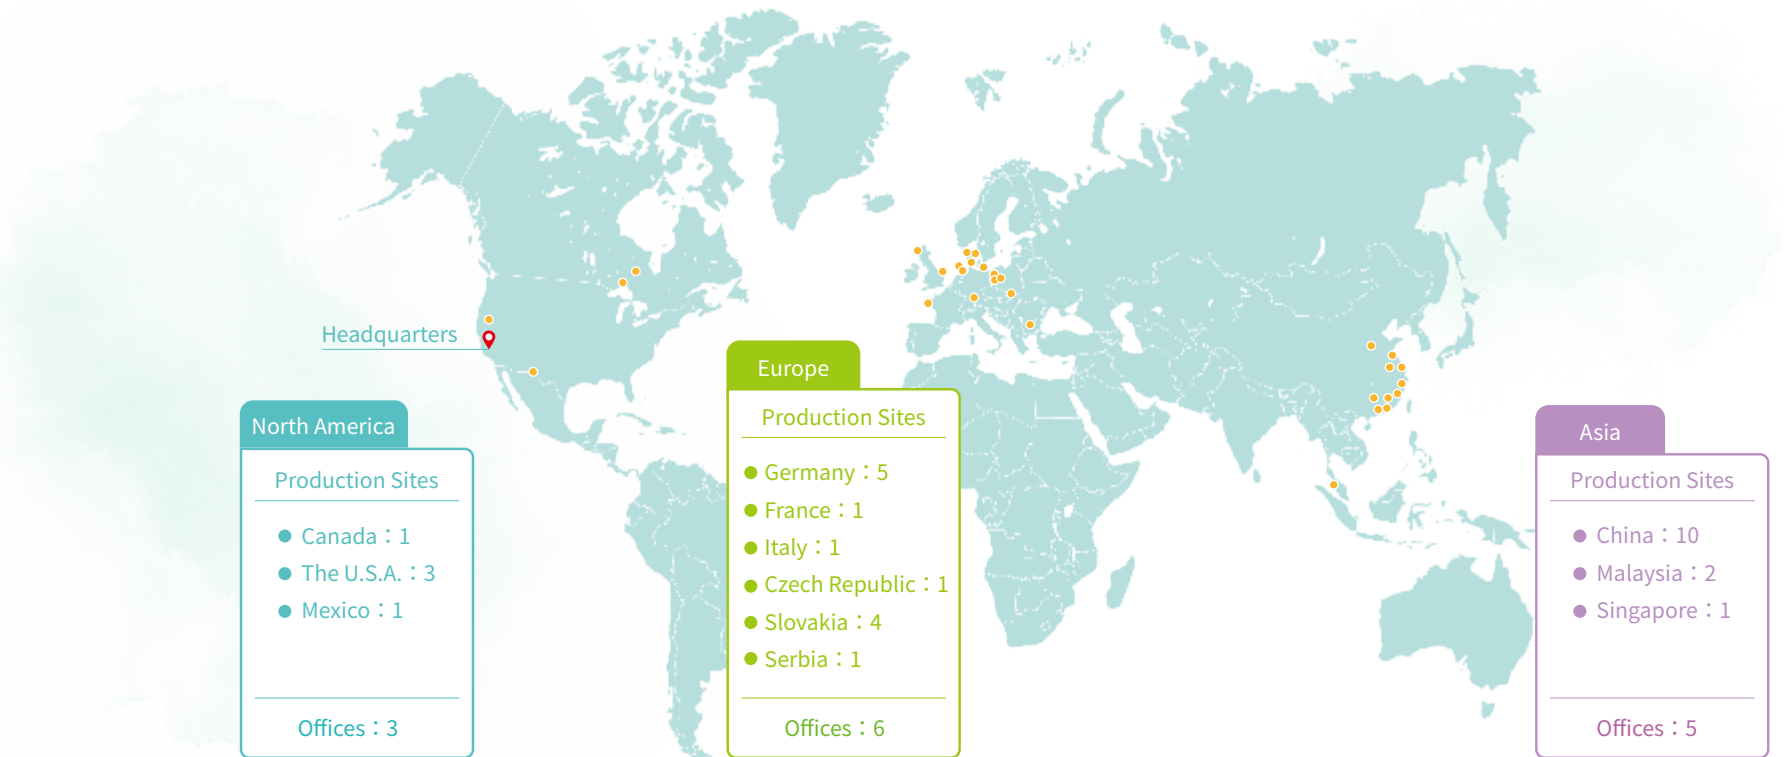 Headquarters
North America
Production Sites
Canada：1
The U.S.A.：3
Mexico：1
Offices：3
Europe
Production Sites
Germany：5
France：1
Italy：1
Czech Republic：1
Slovakia：4
Serbia：1
Offices：6
Asia
Production Sites
China：10
Malaysia：2
Singapore：1
Offices：5